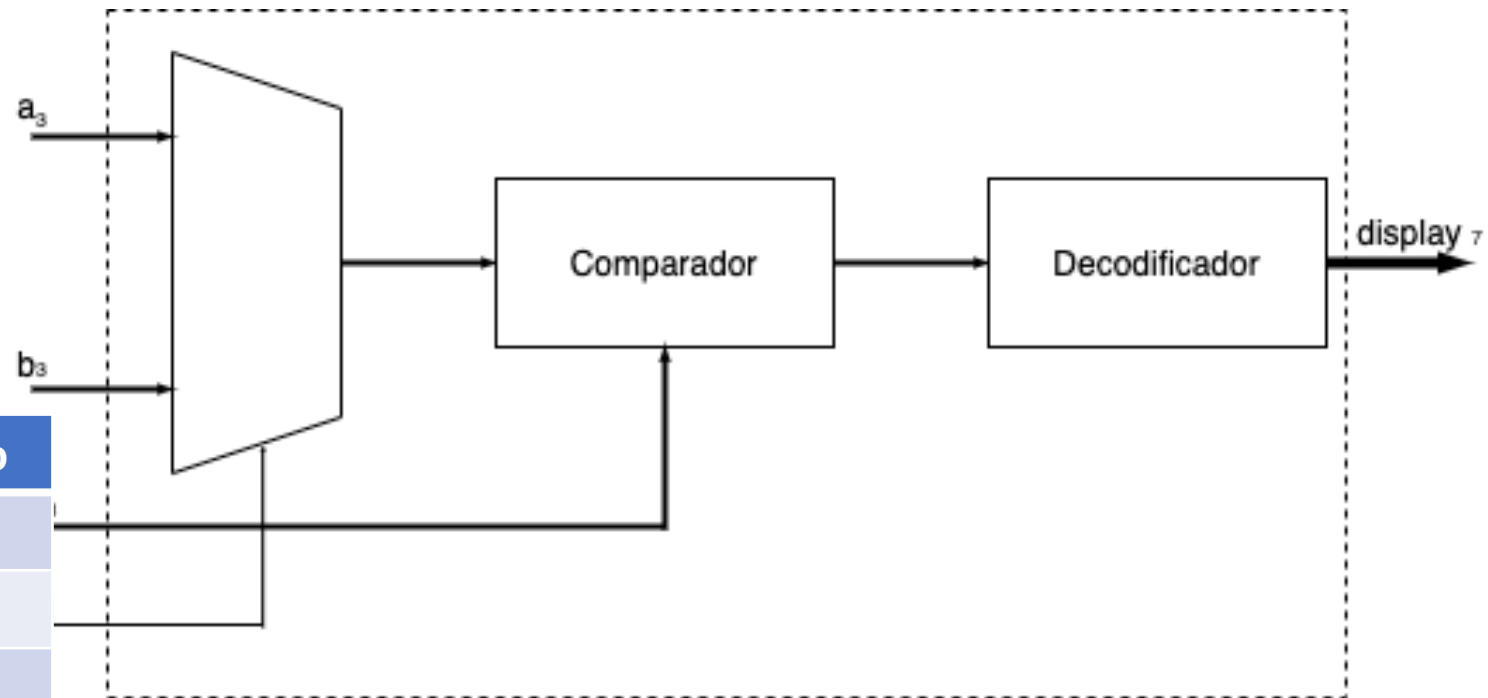 a₃
display ₇
Comparador
Decodificador
b₃